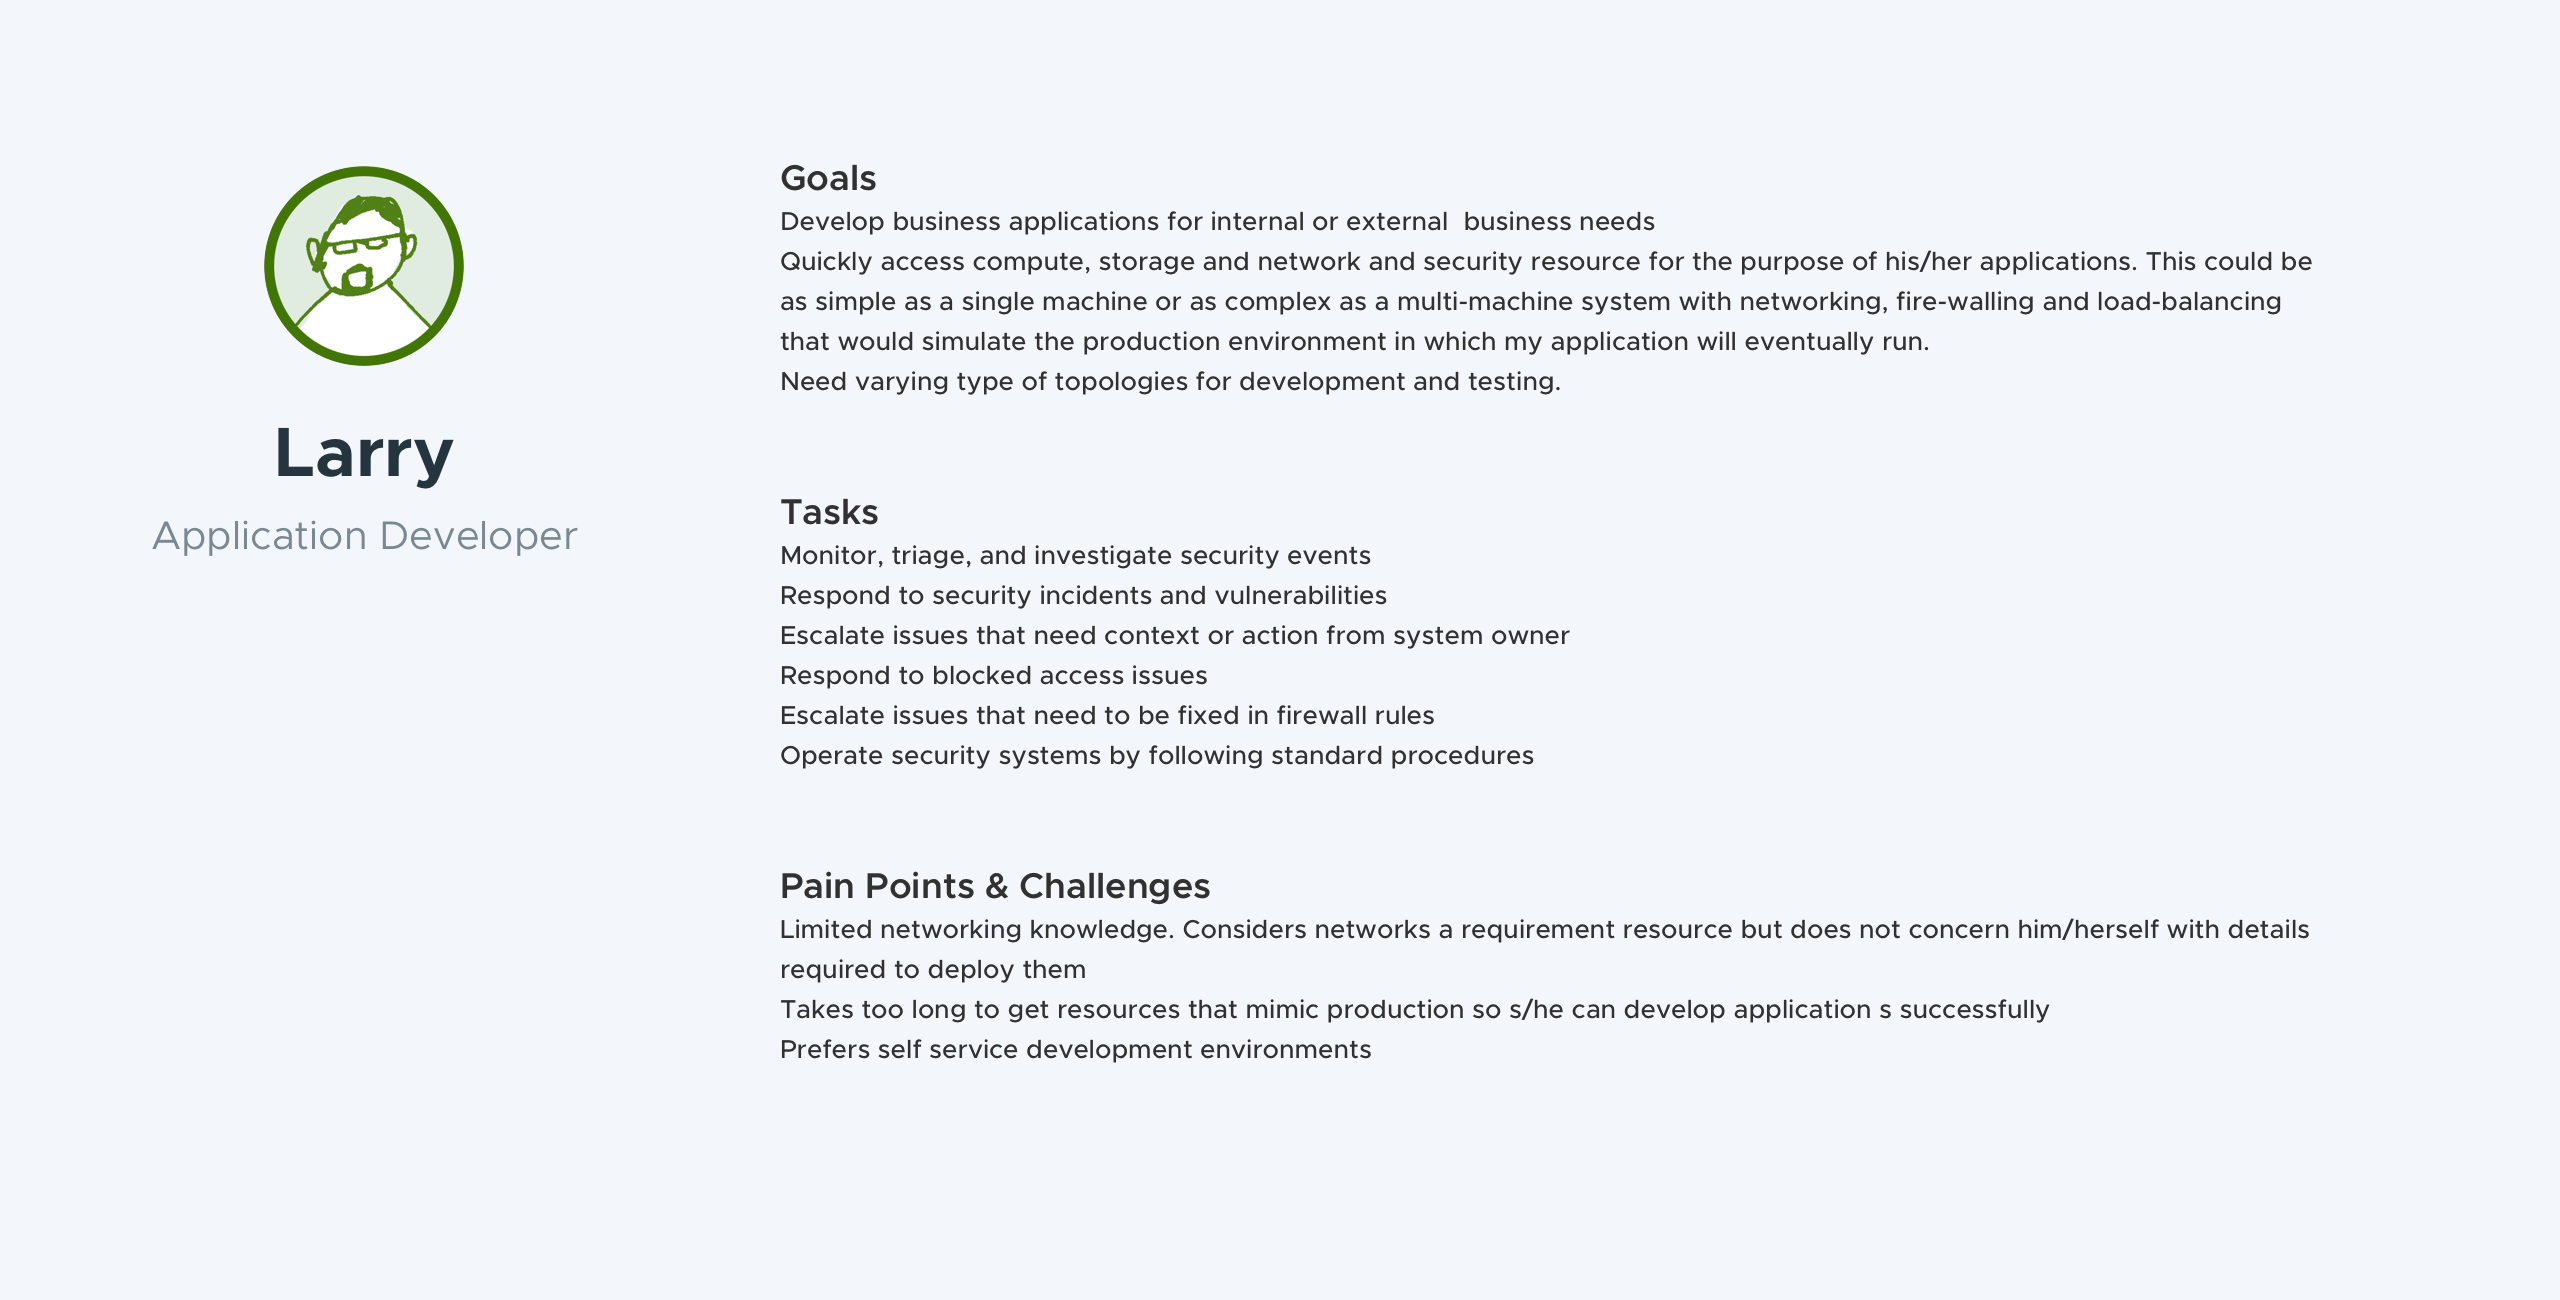 Larry
Application Developer
Goals
Develop business applications for internal or external  business needs
Quickly access compute, storage and network and security resource for the purpose of his/her applications. This could be
as simple as a single machine or as complex as a multi-machine system with networking, fire-walling and load-balancing
that would simulate the production environment in which my application will eventually run.
Need varying type of topologies for development and testing.
Tasks
Monitor, triage, and investigate security events
Respond to security incidents and vulnerabilities
Escalate issues that need context or action from system owner
Respond to blocked access issues
Escalate issues that need to be fixed in firewall rules
Operate security systems by following standard procedures
Pain Points & Challenges
Limited networking knowledge. Considers networks a requirement resource but does not concern him/herself with details
required to deploy them
Takes too long to get resources that mimic production so s/he can develop application s successfully
Prefers self service development environments